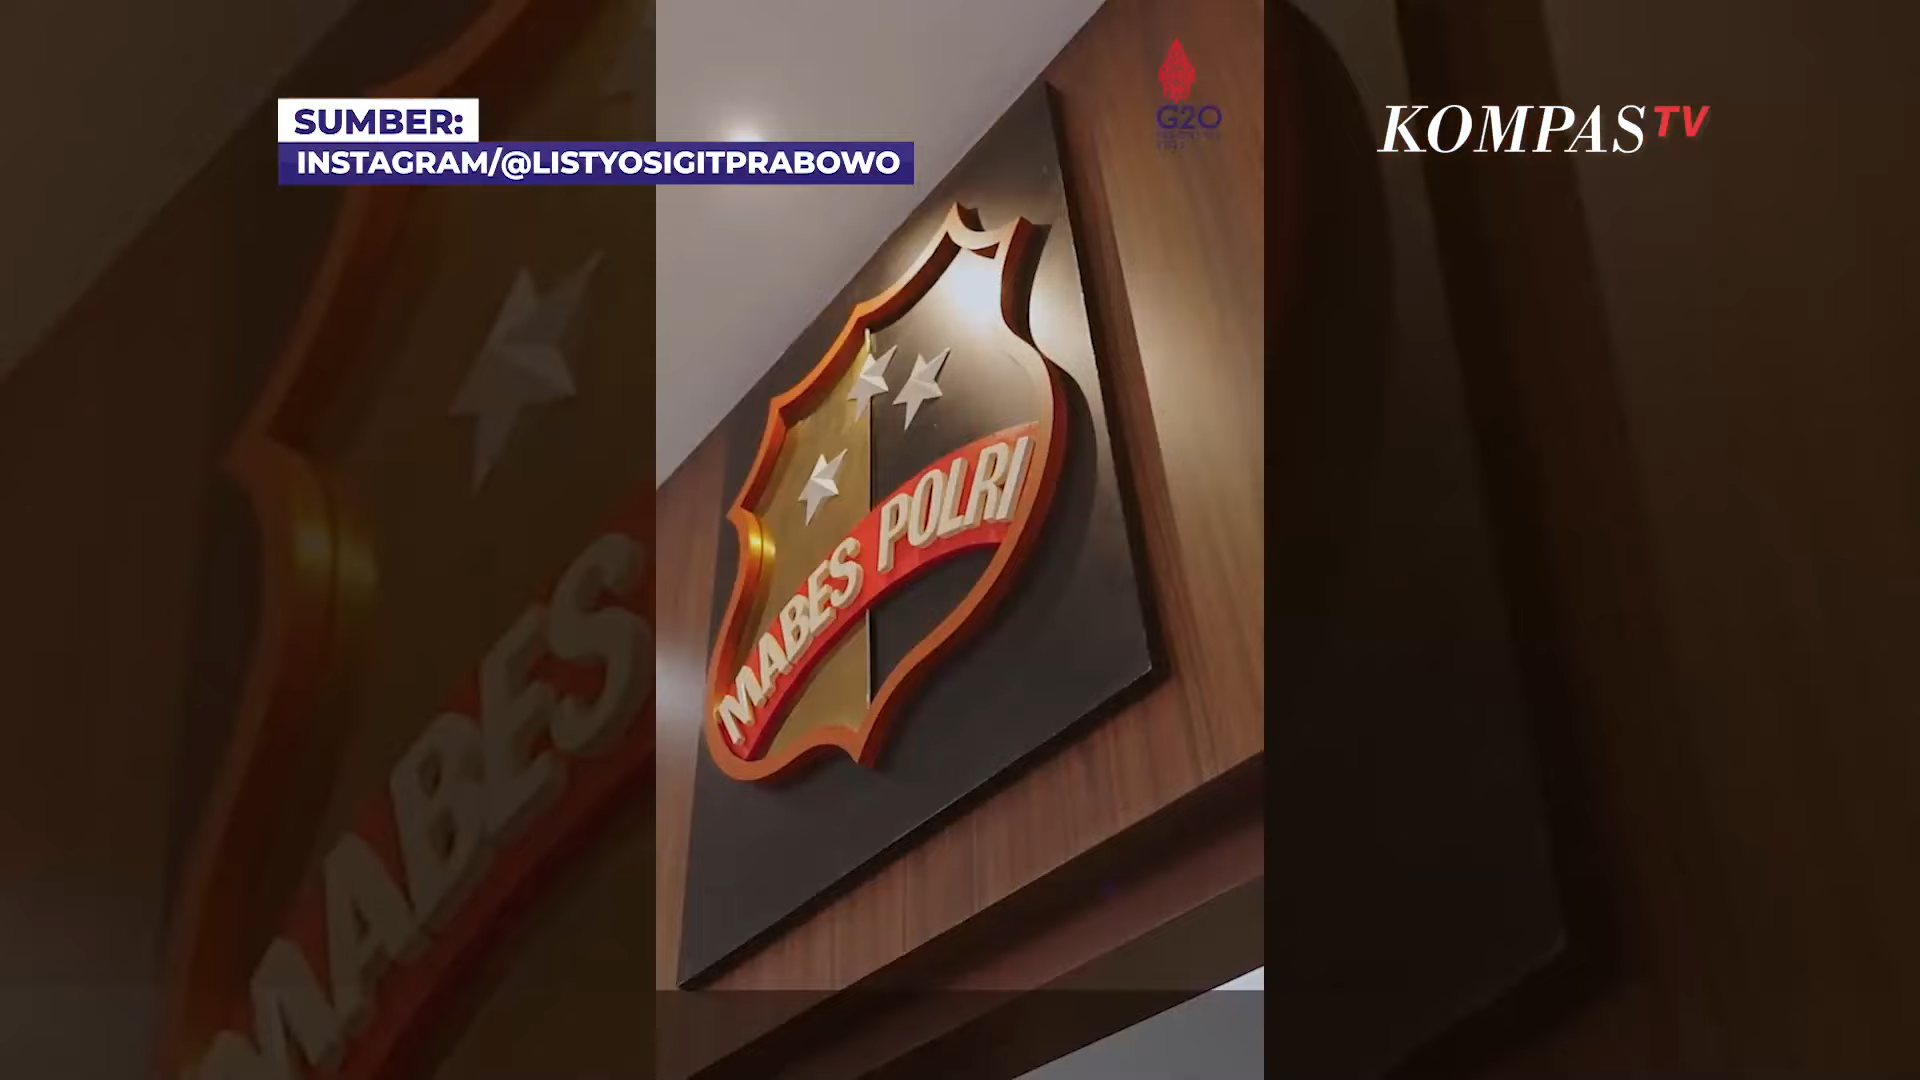 SUMBER:
INSTAGRAM/@LISTYOSIGITPRABOWO
G20
KOMPAS TV
MABES POLRI
MABES